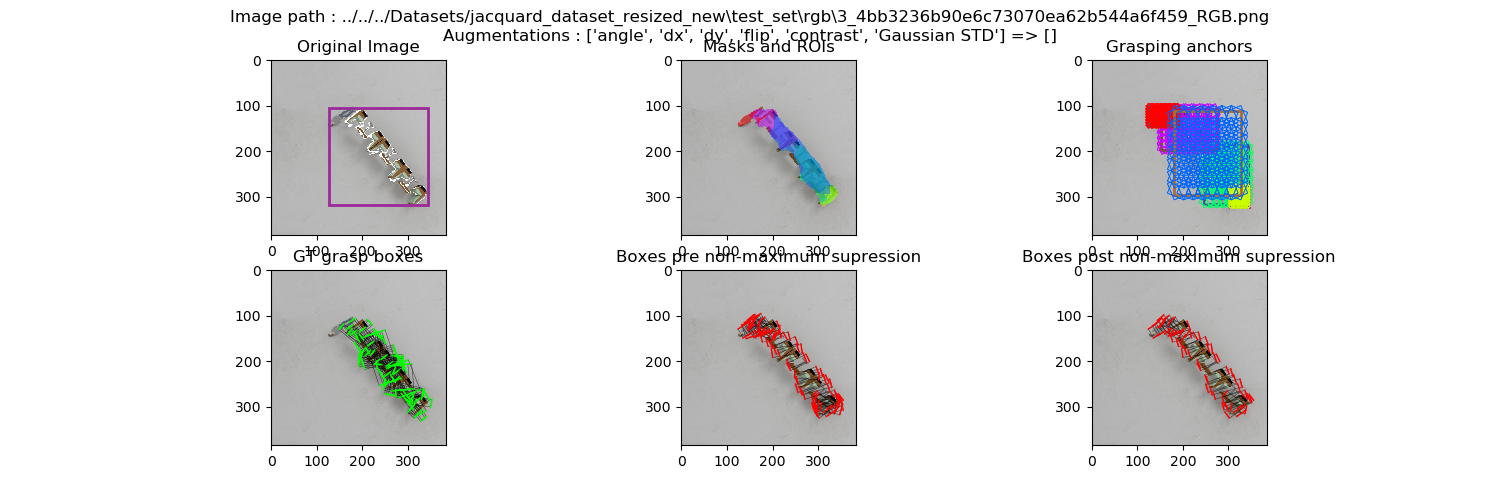 Image path : ../../../Datasets/jacquard_dataset_resized_new\test_set\rgb\3_4bb3236b90e6c73070ea62b544a6f459_RGB.png
Augmentations : ['angle', 'dx', 'dy', 'flip', 'contrast', 'Gaussian STD'] => []
Original Image
Masks and ROIs
Grasping anchors
0
100
200
300
0 100 200 300
0
100
200
300
0 100 200 300
0
100
200
300
0 100 200 300
GT grasp boxes
Boxes pre non-maximum supression
Boxes post non-maximum supression
0
100
200
300
0 100 200 300
0
100
200
300
0 100 200 300
0
100
200
300
0 100 200 300